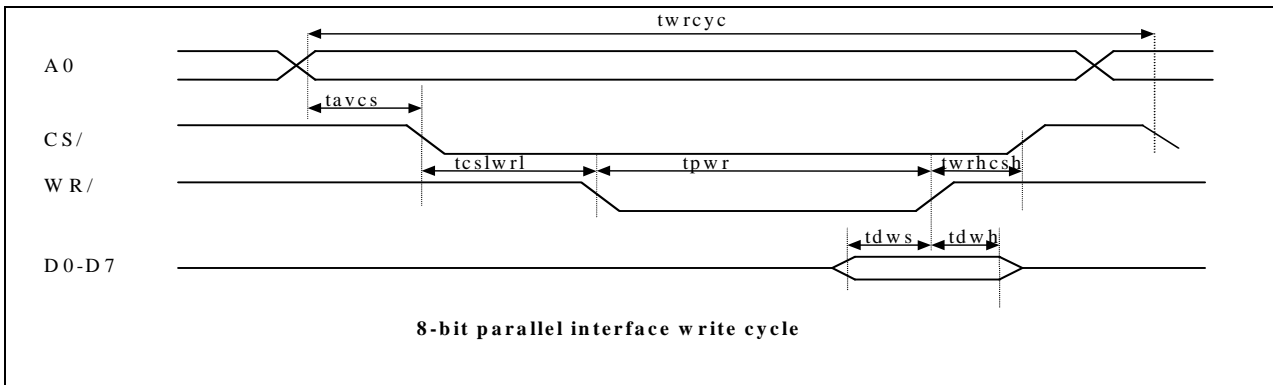 twrcyc
A0
tavcs
CS/
tcslwrl tpwr twrhcsh
WR/
tdws tdwh
D0-D7
8-bit parallel interface write cycle